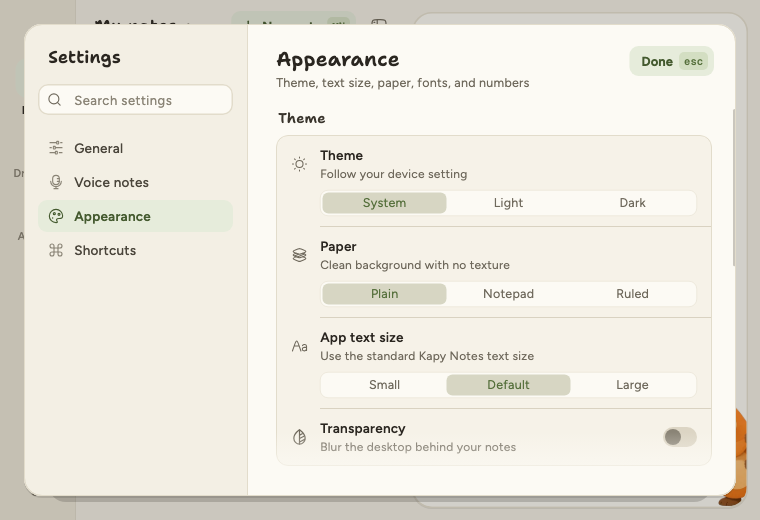 Settings
Search settings
General
Voice notes
Appearance
Shortcuts
Appearance
Theme, text size, paper, fonts, and numbers
Done esc
Theme
Theme
Follow your device setting
System Light Dark
Paper
Clean background with no texture
Plain Notepad Ruled
Aa
App text size
Use the standard Kapy Notes text size
Small Default Large
Transparency
Blur the desktop behind your notes